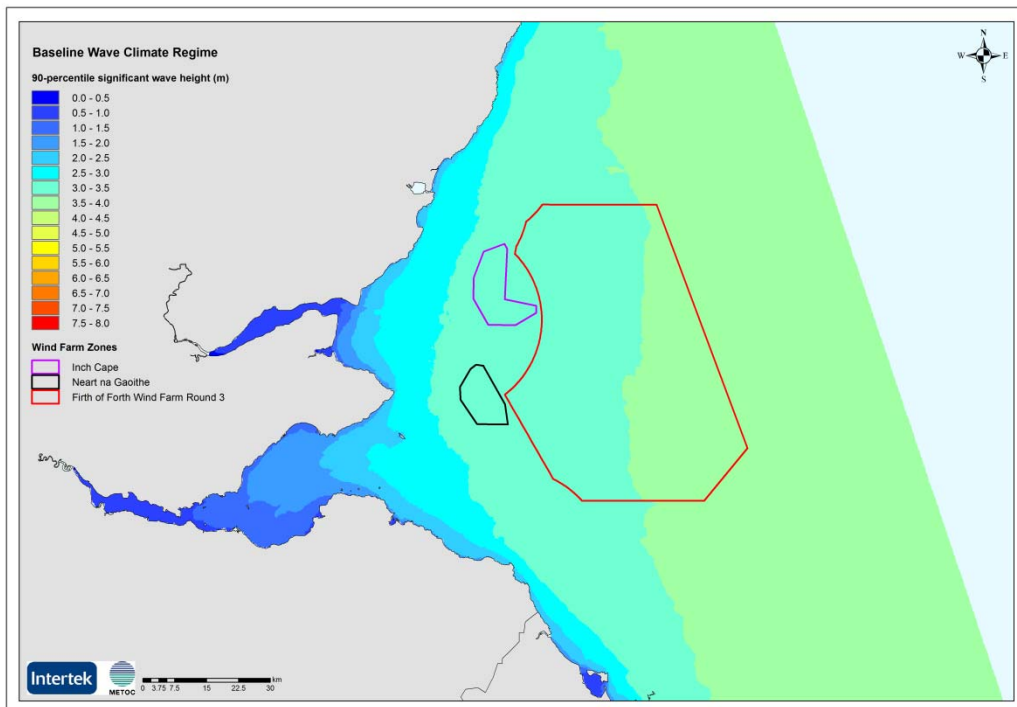 Baseline Wave Climate Regime
90-percentile significant wave height (m)
0.0 - 0.5
0.5 - 1.0
1.0 - 1.5
1.5 - 2.0
2.0 - 2.5
2.5 - 3.0
3.0 - 3.5
3.5 - 4.0
4.0 - 4.5
4.5 - 5.0
5.0 - 5.5
5.5 - 6.0
6.0 - 6.5
6.5 - 7.0
7.0 - 7.5
7.5 - 8.0
Wind Farm Zones
Inch Cape
Neart na Gaoithe
Firth of Forth Wind Farm Round 3
N
W E
S
Intertek
METOC
km
0 3.75 7.5 15 22.5 30